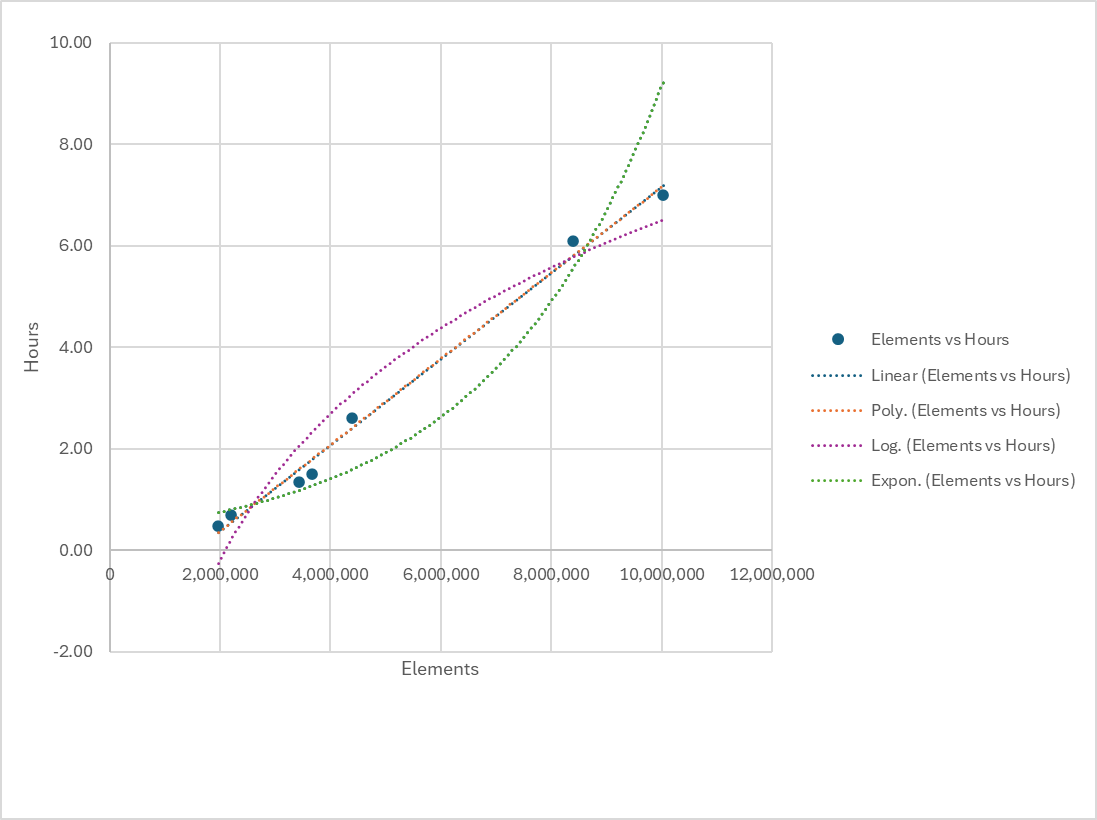 10.00
8.00
6.00
4.00
2.00
0.00
-2.00
Hours
0 2,000,000 4,000,000 6,000,000 8,000,000 10,000,000 12,000,000
Elements
Elements vs Hours
Linear (Elements vs Hours)
Poly. (Elements vs Hours)
Log. (Elements vs Hours)
Expon. (Elements vs Hours)